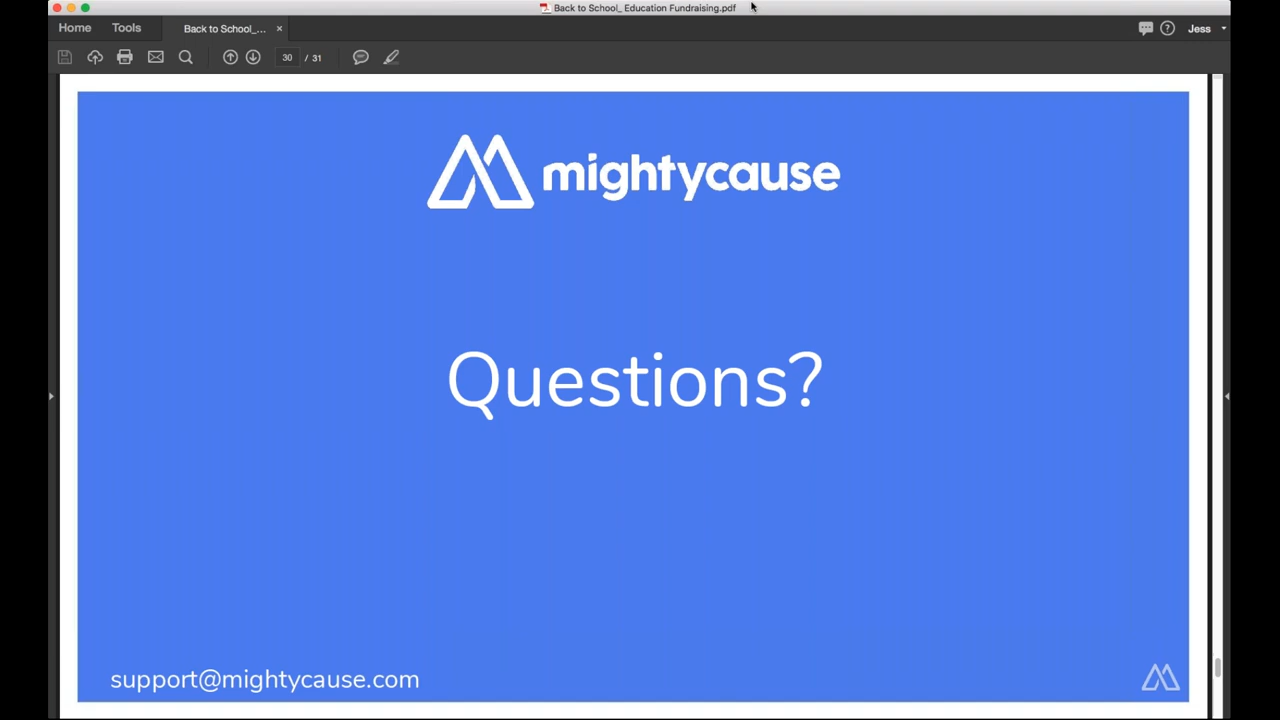 Back to School_ Education Fundraising.pdf
Home Tools Back to School_... × Jess
30 / 31
mightycause
Questions?
support@mightycause.com